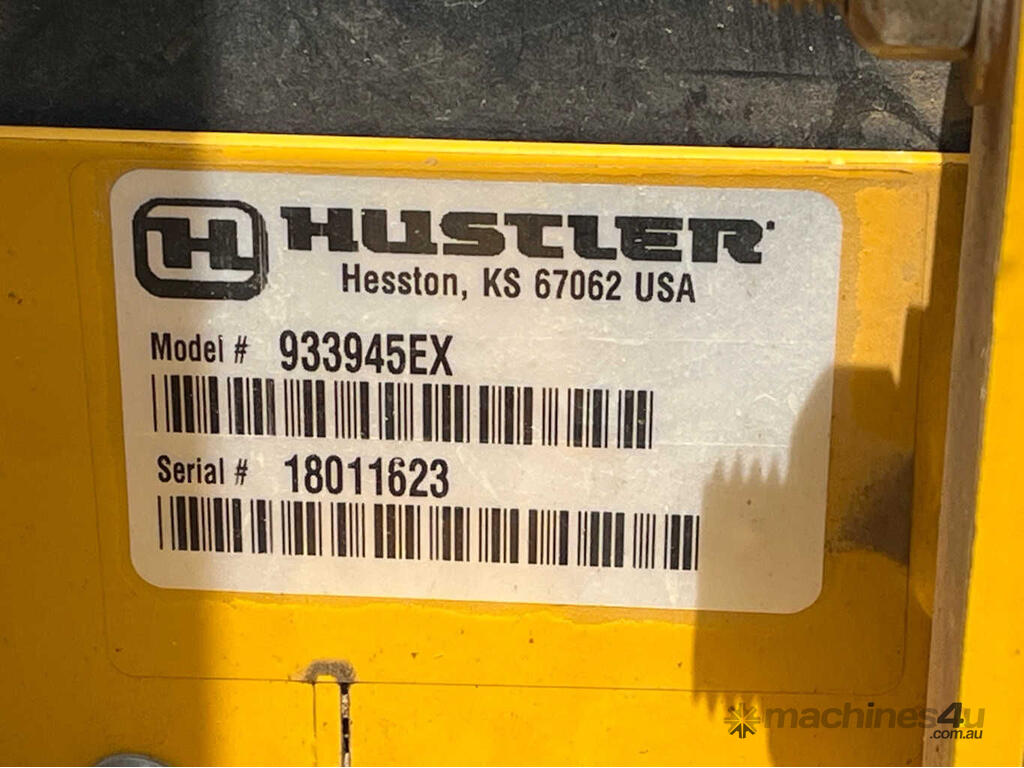 H HUSTLER
Hesston, KS 67062 USA
Model # 933945EX
Serial # 18011623
machines4u
.com.au